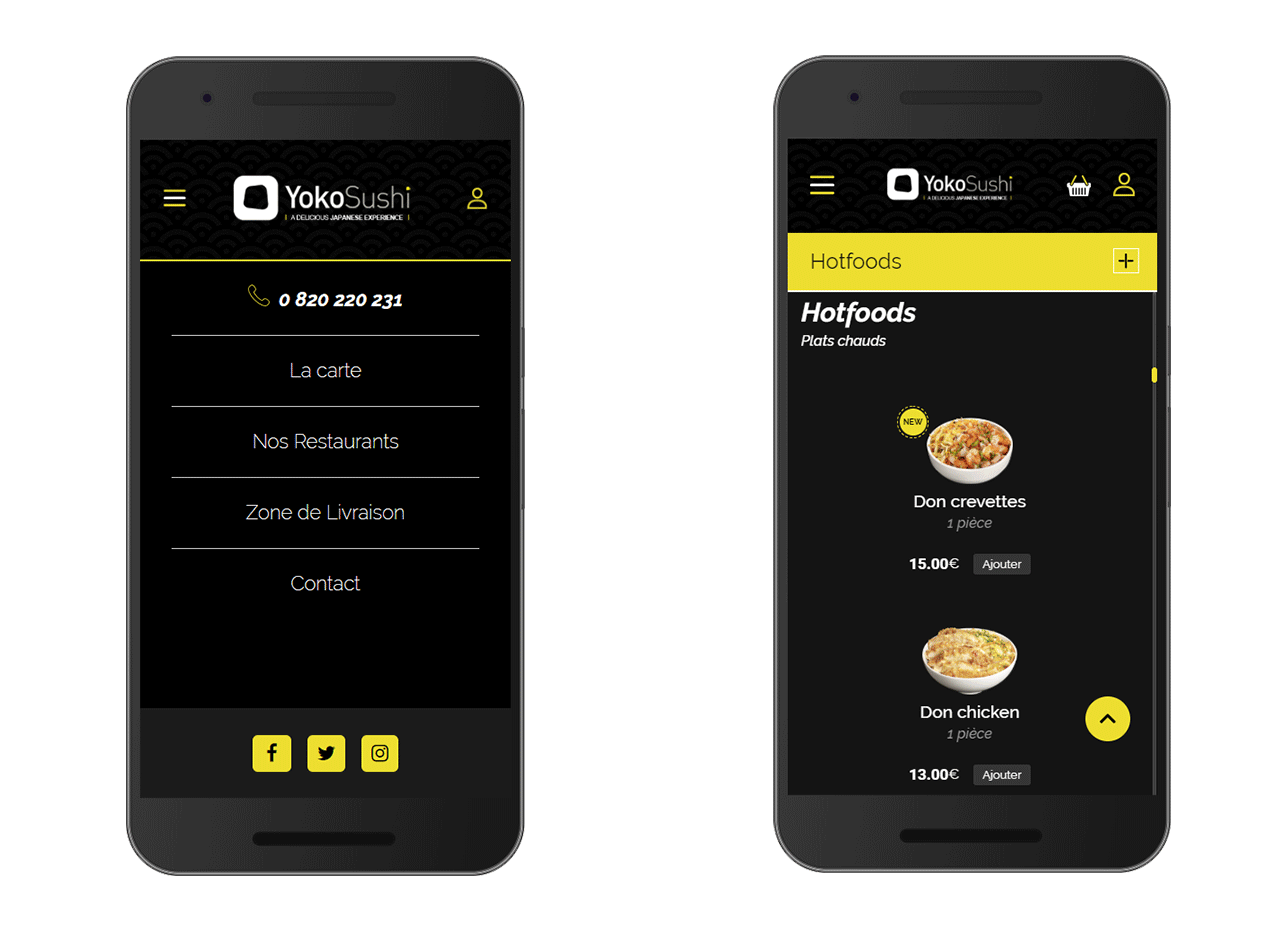 YokoSushi
A DELICIOUS JAPANESE EXPERIENCE
0 820 220 231
La carte
Nos Restaurants
Zone de Livraison
Contact
YokoSushi
A DELICIOUS JAPANESE EXPERIENCE
Hotfoods
Hotfoods
Plats chauds
NEW
Don crevettes
1 pièce
15.00€ Ajouter
Don chicken
1 pièce
13.00€ Ajouter